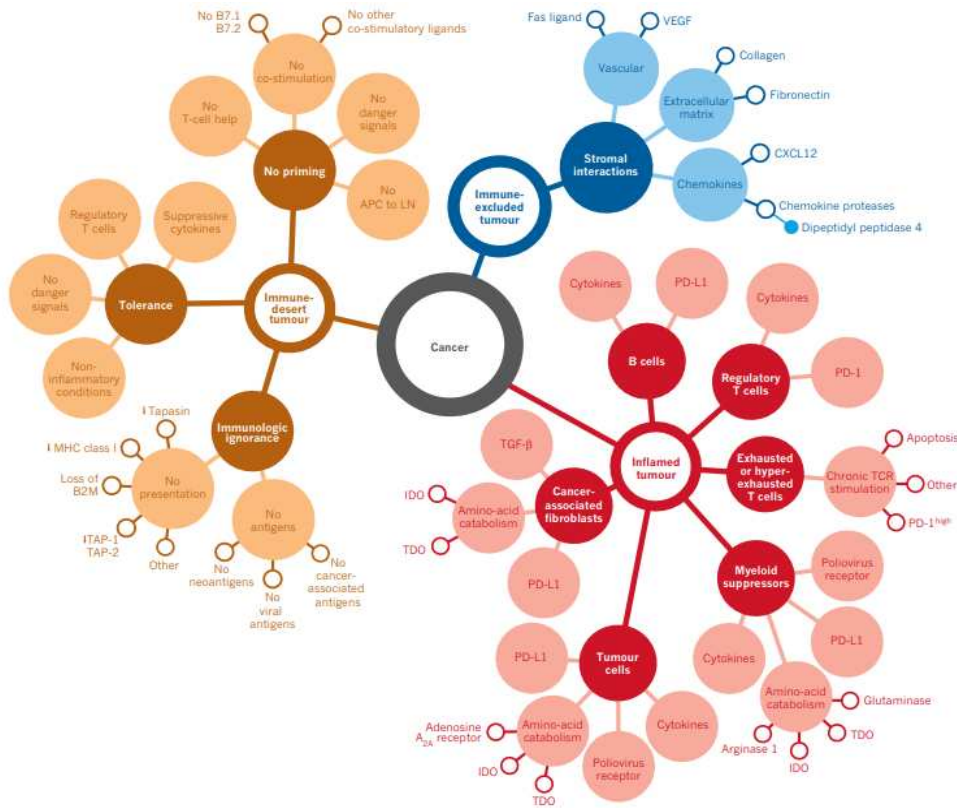 No B7.1
B7.2
No other
co-stimulatory ligands
No
co-stimulation
No
T-cell help
No
danger
signals
No priming
No
APC to LN
Regulatory
T cells
Suppressive
cytokines
No
danger
signals
Tolerance
Non-
inflammatory
conditions
Immune-
desert
tumour
Immunologic
ignorance
Tapasin
MHC class I
Loss of
B2M
No
presentation
TAP-1
TAP-2
Other
No
antigens
No
neoantigens
No
viral
antigens
No
cancer-
associated
antigens
Cancer
Immune-
excluded
tumour
Stromal
interactions
Fas ligand
VEGF
Vascular
Collagen
Extracellular
matrix
Fibronectin
CXCL12
Chemokines
Chemokine proteases
Dipeptidyl peptidase 4
Inflamed
tumour
Cytokines
PD-L1
B cells
Cytokines
Regulatory
T cells
PD-1
Exhausted
or hyper-
exhausted
T cells
Chronic TCR
stimulation
Apoptosis
Other
PD-1high
Myeloid
suppressors
Poliovirus
receptor
PD-L1
Cytokines
Amino-acid
catabolism
Glutaminase
TDO
IDO
Arginase 1
TGF-β
Cancer-
associated
fibroblasts
IDO
Amino-acid
catabolism
TDO
PD-L1
Tumour
cells
PD-L1
Amino-acid
catabolism
Adenosine
A2A receptor
IDO
TDO
Poliovirus
receptor
Cytokines